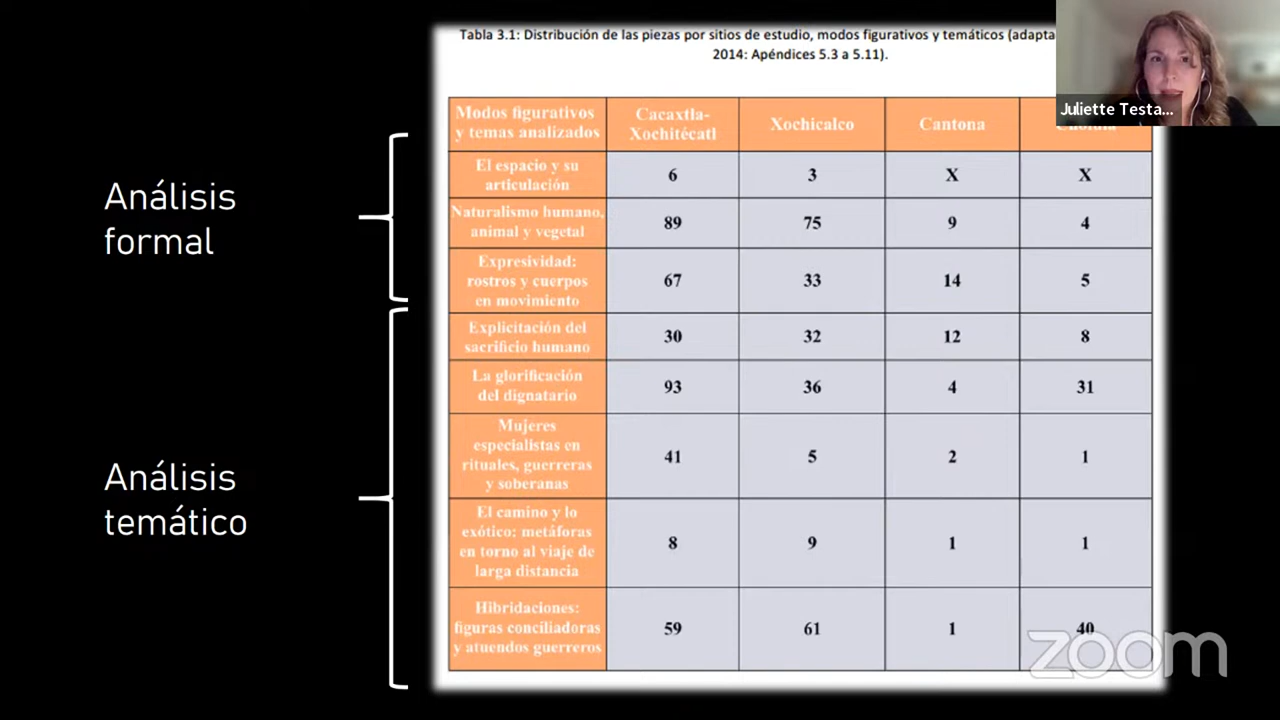 Tabla 3.1: Distribución de las piezas por sitios de estudio, modos figurativos y temáticos (adapta
2014: Apéndices 5.3 a 5.11).
Juliette Testa...
Modos figurativos
y temas analizados
Cacaxtla-
Xochitécatl
Xochicalco
Cantona
Análisis
formal
El espacio y su
articulación
6
3
X
X
Naturalismo humano,
animal y vegetal
89
75
9
4
Expresividad:
rostros y cuerpos
en movimiento
67
33
14
5
Análisis
temático
Explicitación del
sacrificio humano
30
32
12
8
La glorificación
del dignatario
93
36
4
31
Mujeres
especialistas en
rituales, guerreras
y soberanas
41
5
2
1
El camino y lo
exótico: metáforas
en torno al viaje de
larga distancia
8
9
1
1
Hibridaciones:
figuras conciliadoras
y atuendos guerreros
59
61
1
40
zoom